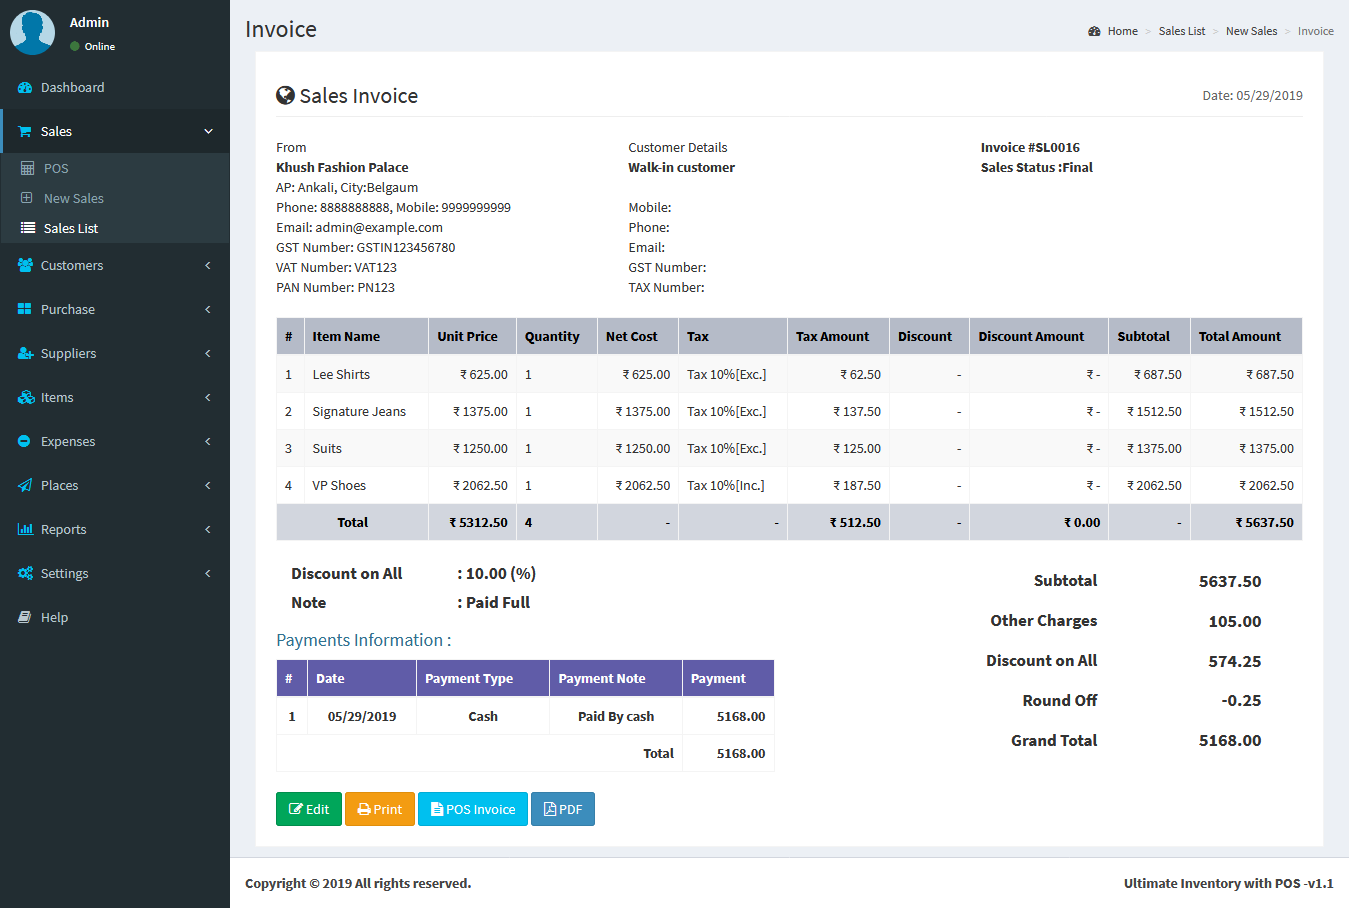 Admin
Online
Dashboard
Sales
POS
New Sales
Sales List
Customers
Purchase
Suppliers
Items
Expenses
Places
Reports
Settings
Help
Invoice
Home > Sales List > New Sales > Invoice
Sales Invoice
Date: 05/29/2019
From
Khush Fashion Palace
AP: Ankali, City:Belgaum
Phone: 8888888888, Mobile: 9999999999
Email: admin@example.com
GST Number: GSTIN123456780
VAT Number: VAT123
PAN Number: PN123
Customer Details
Walk-in customer
Mobile:
Phone:
Email:
GST Number:
TAX Number:
Invoice #SL0016
Sales Status :Final
# Item Name Unit Price Quantity Net Cost Tax Tax Amount Discount Discount Amount Subtotal Total Amount
1 Lee Shirts ₹ 625.00 1 ₹ 625.00 Tax 10%[Exc.] ₹ 62.50 - ₹ - ₹ 687.50 ₹ 687.50
2 Signature Jeans ₹ 1375.00 1 ₹ 1375.00 Tax 10%[Exc.] ₹ 137.50 - ₹ - ₹ 1512.50 ₹ 1512.50
3 Suits ₹ 1250.00 1 ₹ 1250.00 Tax 10%[Exc.] ₹ 125.00 - ₹ - ₹ 1375.00 ₹ 1375.00
4 VP Shoes ₹ 2062.50 1 ₹ 2062.50 Tax 10%[Inc.] ₹ 187.50 - ₹ - ₹ 2062.50 ₹ 2062.50
Total ₹ 5312.50 4 - - ₹ 512.50 - ₹ 0.00 - ₹ 5637.50
Discount on All : 10.00 (%)
Note : Paid Full
Payments Information :
# Date Payment Type Payment Note Payment
1 05/29/2019 Cash Paid By cash 5168.00
Total 5168.00
Subtotal 5637.50
Other Charges 105.00
Discount on All 574.25
Round Off -0.25
Grand Total 5168.00
Edit Print POS Invoice PDF
Copyright © 2019 All rights reserved.
Ultimate Inventory with POS -v1.1